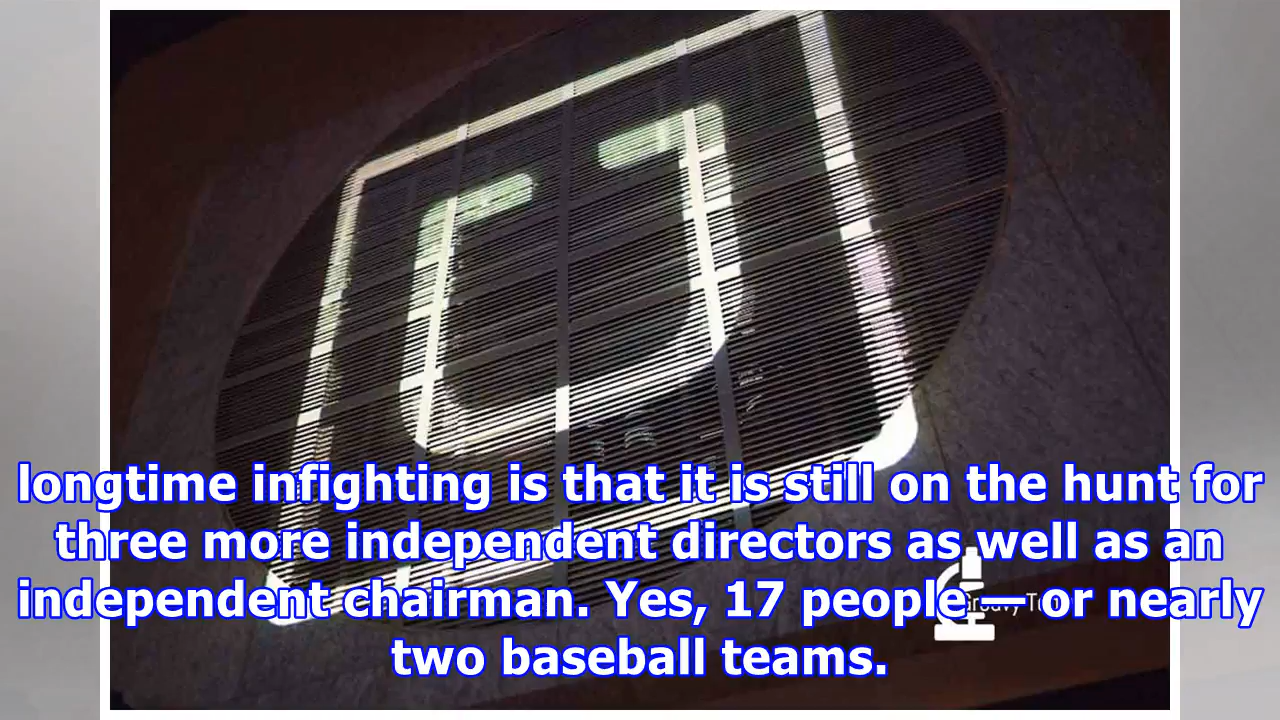 longtime infighting is that it is still on the hunt for
three more independent directors as well as an
independent chairman. Yes, 17 people — or nearly
two baseball teams.